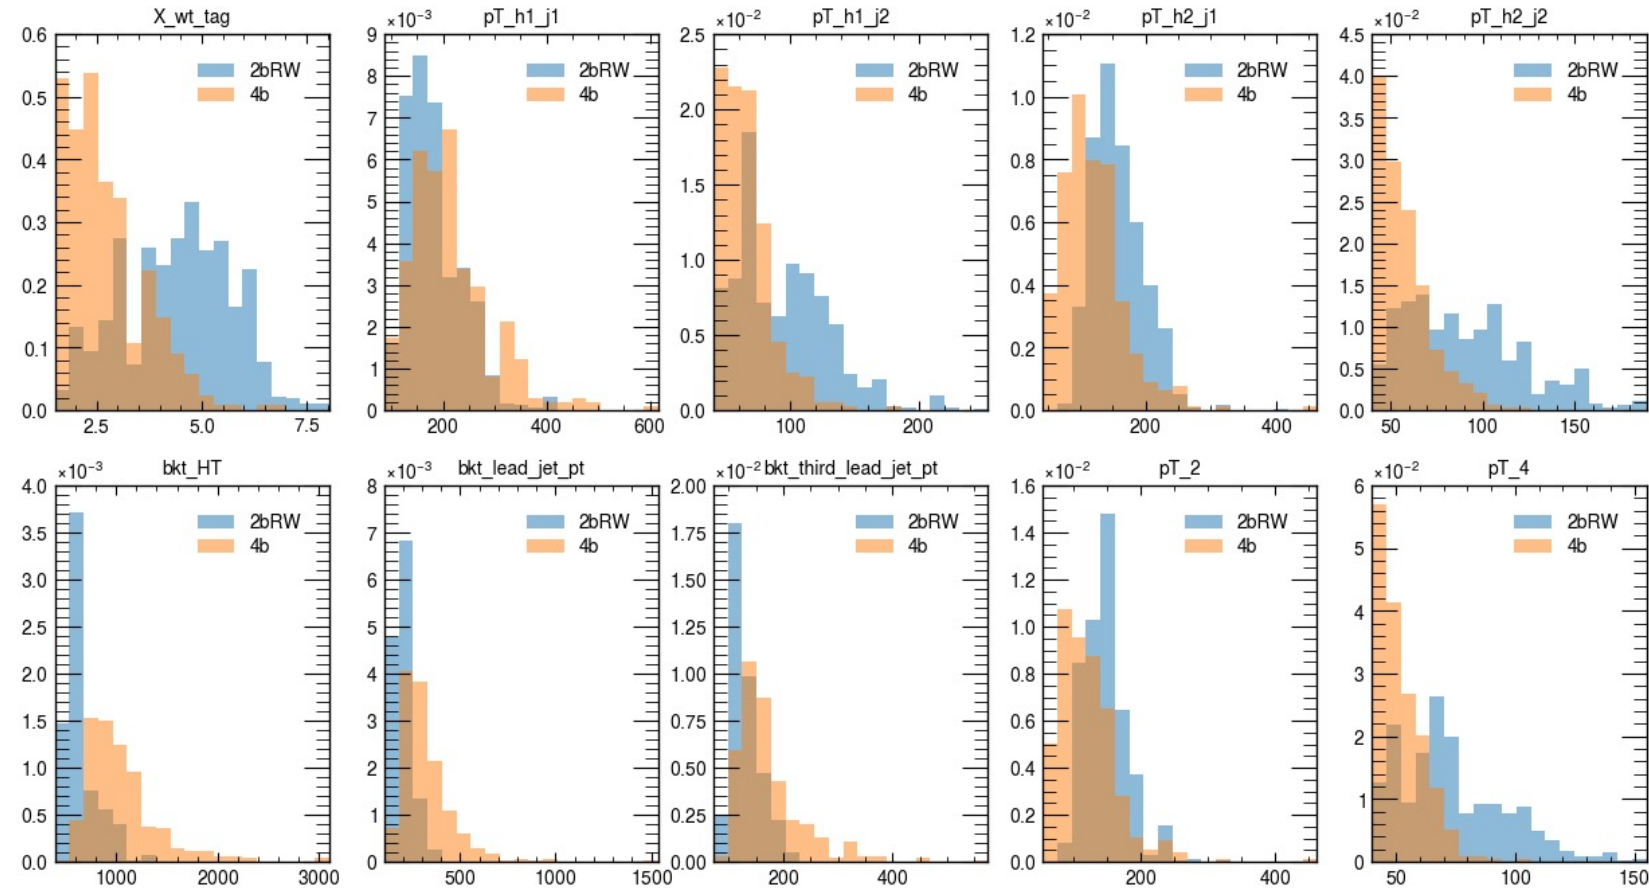 X_wt_tag
0.6
0.5
0.4
0.3
0.2
0.1
0.0
2.5 5.0 7.5
2bRW
4b
×10⁻³ pT_h1_j1
9
8
7
6
5
4
3
2
1
0
200 400 600
2bRW
4b
×10⁻² pT_h1_j2
2.5
2.0
1.5
1.0
0.5
0.0
100 200
2bRW
4b
×10⁻² pT_h2_j1
1.2
1.0
0.8
0.6
0.4
0.2
0.0
200 400
2bRW
4b
×10⁻² pT_h2_j2
4.5
4.0
3.5
3.0
2.5
2.0
1.5
1.0
0.5
0.0
50 100 150
2bRW
4b
×10⁻³ bkt_HT
4.0
3.5
3.0
2.5
2.0
1.5
1.0
0.5
0.0
1000 2000 3000
2bRW
4b
×10⁻³ bkt_lead_jet_pt
8
7
6
5
4
3
2
1
0
500 1000 1500
2bRW
4b
×10⁻² bkt_third_lead_jet_pt
2.00
1.75
1.50
1.25
1.00
0.75
0.50
0.25
0.00
200 400
2bRW
4b
×10⁻² pT_2
1.6
1.4
1.2
1.0
0.8
0.6
0.4
0.2
0.0
200 400
2bRW
4b
×10⁻² pT_4
6
5
4
3
2
1
0
50 100 150
2bRW
4b